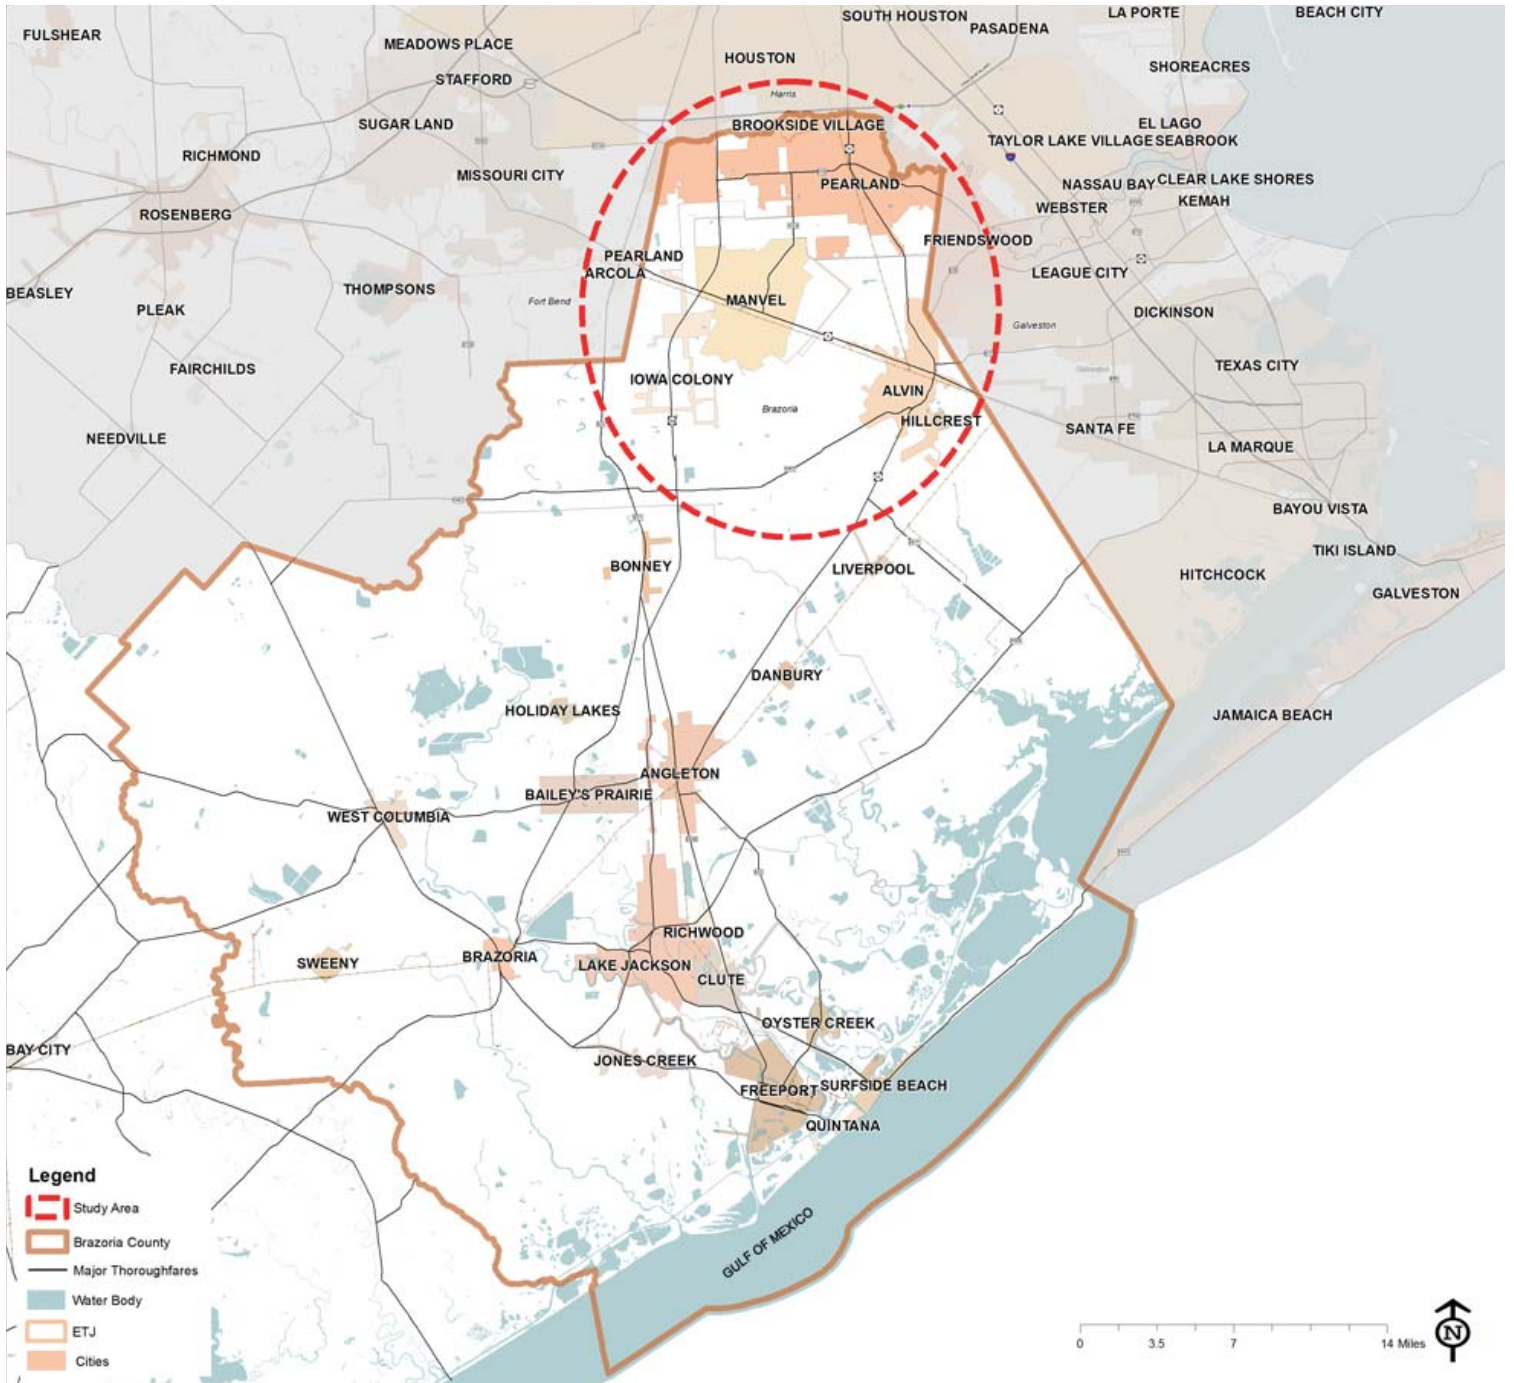 FULSHEAR
MEADOWS PLACE
SOUTH HOUSTON
PASADENA
LA PORTE
BEACH CITY
HOUSTON
STAFFORD
SHOREACRES
Harris
SUGAR LAND
BROOKSIDE VILLAGE
EL LAGO
TAYLOR LAKE VILLAGE
SEABROOK
RICHMOND
MISSOURI CITY
PEARLAND
NASSAU BAY
CLEAR LAKE SHORES
ROSENBERG
WEBSTER
KEMAH
FRIENDSWOOD
PEARLAND
ARCOLA
LEAGUE CITY
BEASLEY
THOMPSONS
Fort Bend
MANVEL
PLEAK
DICKINSON
Galveston
FAIRCHILDS
TEXAS CITY
Galveston
IOWA COLONY
ALVIN
Brazoria
HILLCREST
NEEDVILLE
SANTA FE
LA MARQUE
BAYOU VISTA
TIKI ISLAND
BONNEY
LIVERPOOL
HITCHCOCK
GALVESTON
DANBURY
HOLIDAY LAKES
JAMAICA BEACH
ANGLETON
BAILEY'S PRAIRIE
WEST COLUMBIA
RICHWOOD
SWEENY
BRAZORIA
LAKE JACKSON
CLUTE
OYSTER CREEK
BAY CITY
JONES CREEK
FREEPORT
SURFSIDE BEACH
QUINTANA
GULF OF MEXICO
Legend
Study Area
Brazoria County
Major Thoroughfares
Water Body
ETJ
Cities
0 3.5 7 14 Miles
N